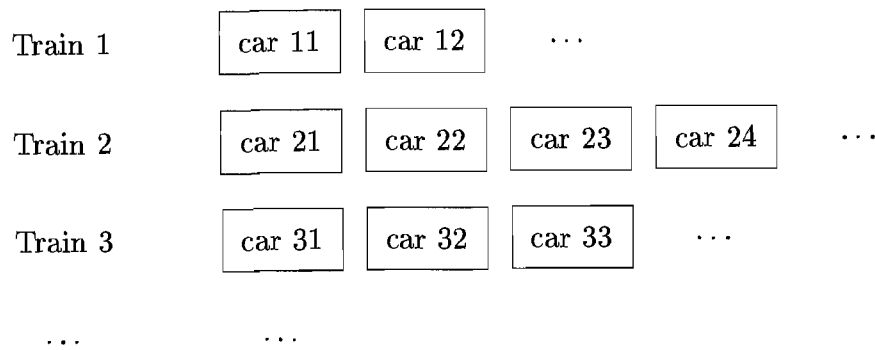 Train 1 car 11 car 12 ...
Train 2 car 21 car 22 car 23 car 24 ...
Train 3 car 31 car 32 car 33 ...
... ...